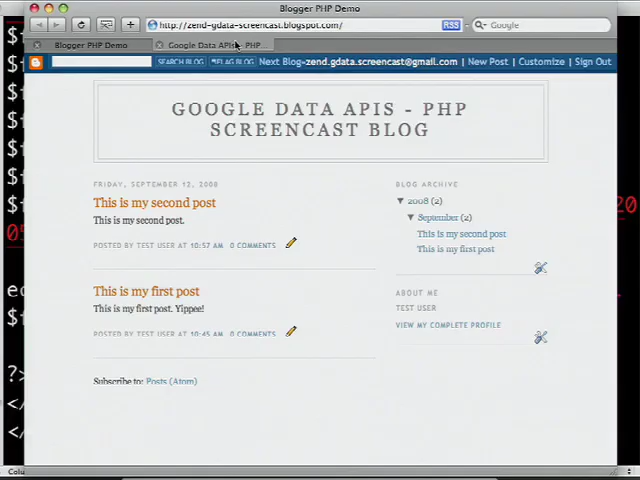 Blogger PHP Demo
http://zend-gdata-screencast.blogspot.com/
RSS
Google
Blogger PHP Demo
Google Data APIs - PHP...
SEARCH BLOG
FLAG BLOG
Next Blog»
zend.gdata.screencast@gmail.com | New Post | Customize | Sign Out
GOOGLE DATA APIS - PHP
SCREENCAST BLOG
FRIDAY, SEPTEMBER 12, 2008
This is my second post
This is my second post.
POSTED BY TEST USER AT 10:57 AM 0 COMMENTS
This is my first post
This is my first post. Yippee!
POSTED BY TEST USER AT 10:45 AM 0 COMMENTS
Subscribe to: Posts (Atom)
BLOG ARCHIVE
▼ 2008 (2)
▼ September (2)
This is my second post
This is my first post
ABOUT ME
TEST USER
VIEW MY COMPLETE PROFILE
$f
$f
$f
$f
$f
20
05
ec
$f
?>
</
</
Colu